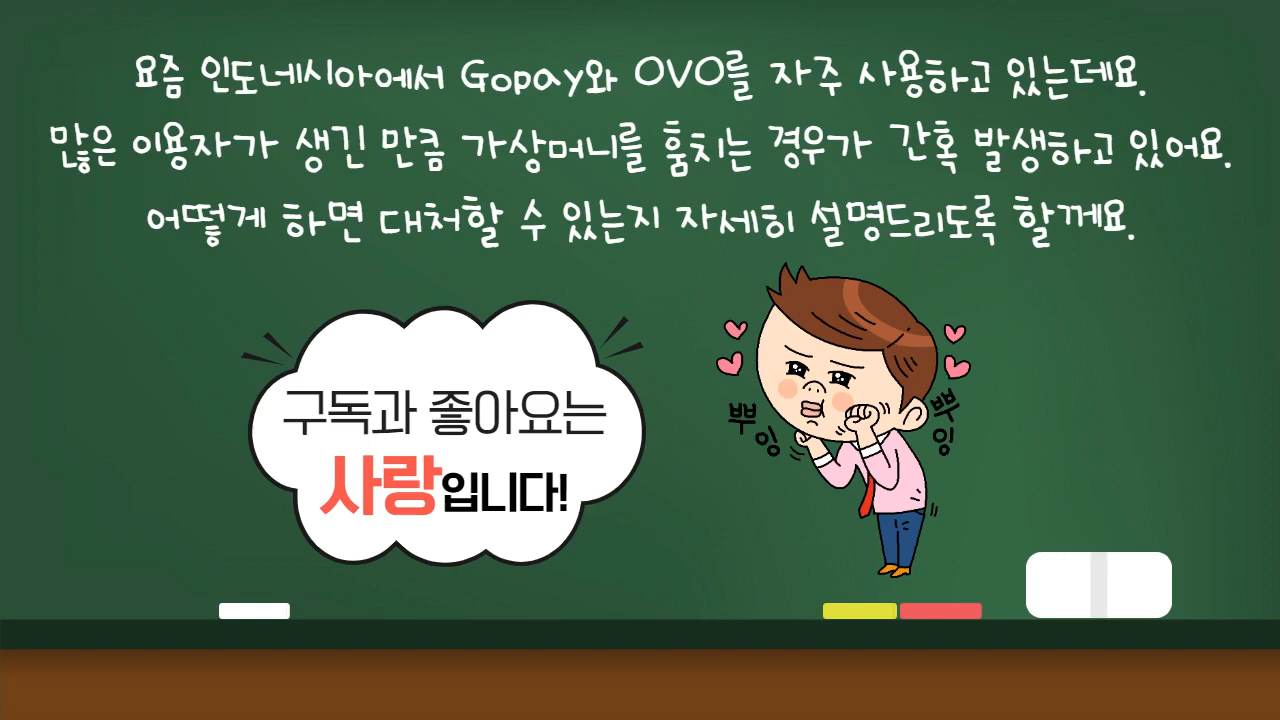 요즘 인도네시아에서 Gopay와 OVO를 자주 사용하고 있는데요.
많은 이용자가 생긴 만큼 가상머니를 훔치는 경우가 간혹 발생하고 있어요.
어떻게 하면 대처할 수 있는지 자세히 설명드리도록 할께요.
구독과 좋아요는
사랑입니다!
뿌잉
뿌잉